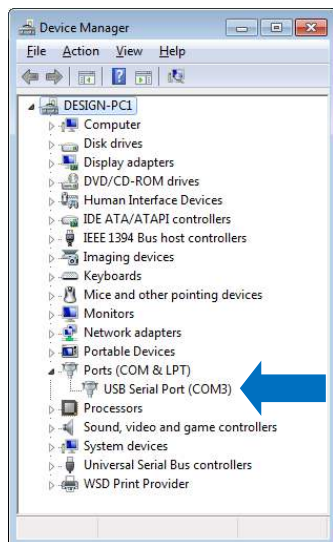 Device Manager
File Action View Help
DESIGN-PC1
Computer
Disk drives
Display adapters
DVD/CD-ROM drives
Human Interface Devices
IDE ATA/ATAPI controllers
IEEE 1394 Bus host controllers
Imaging devices
Keyboards
Mice and other pointing devices
Monitors
Network adapters
Portable Devices
Ports (COM & LPT)
USB Serial Port (COM3)
Processors
Sound, video and game controllers
System devices
Universal Serial Bus controllers
WSD Print Provider